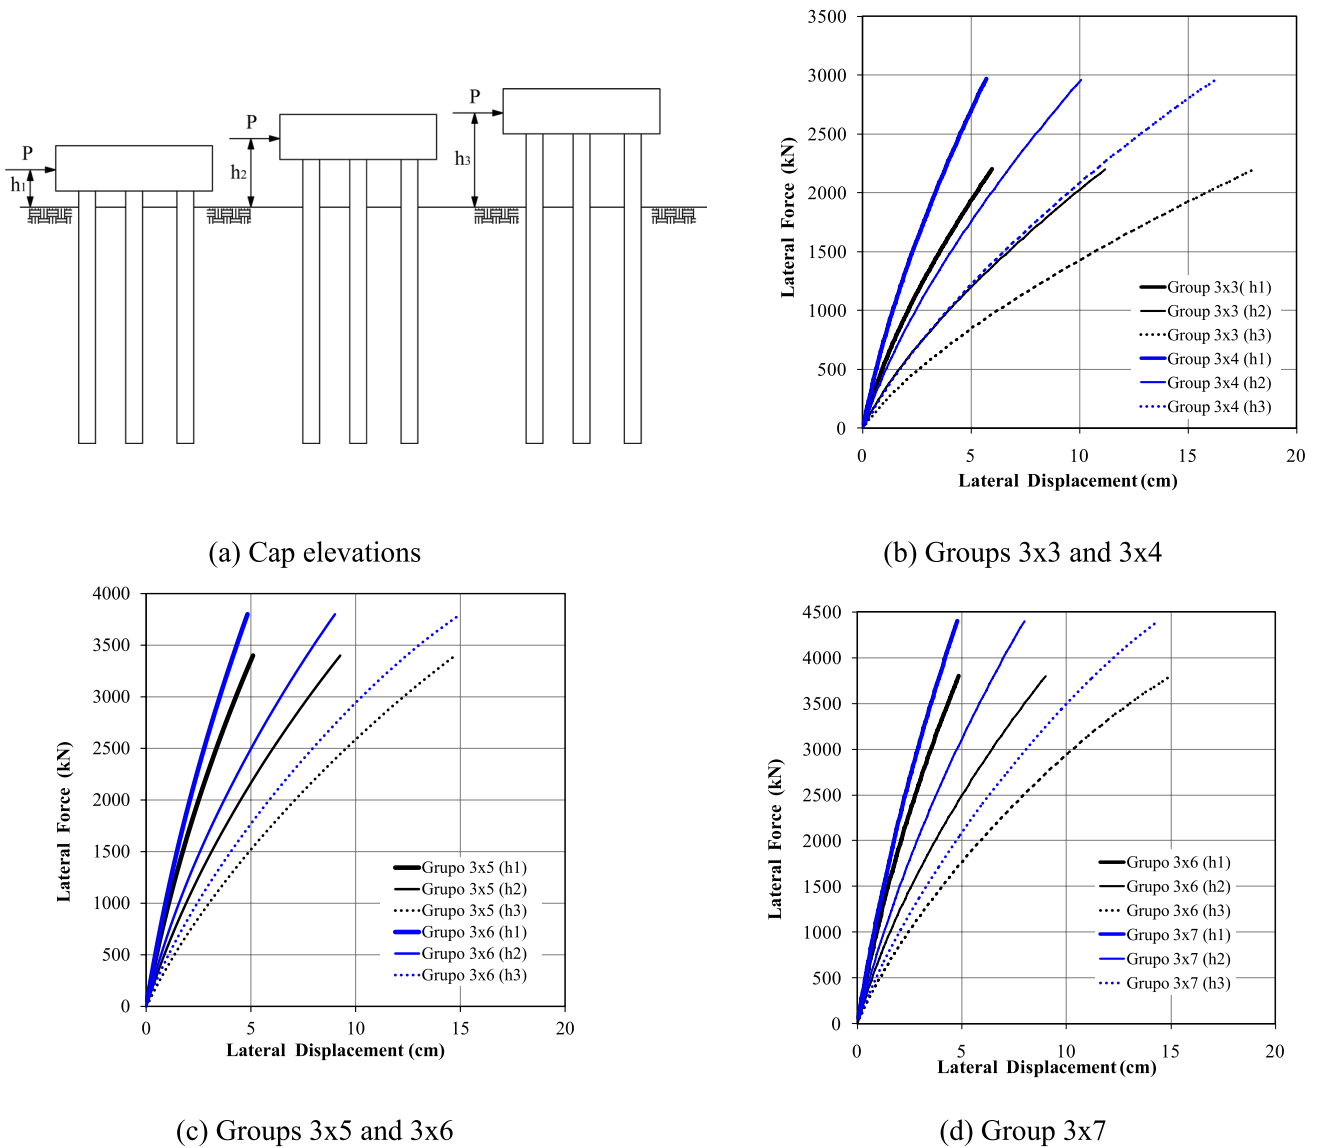 P
h1
P
h2
P
h3
(a) Cap elevations
3500
3000
2500
2000
1500
1000
500
0
Lateral Force (kN)
Group 3x3( h1)
Group 3x3 (h2)
Group 3x3 (h3)
Group 3x4 (h1)
Group 3x4 (h2)
Group 3x4 (h3)
0 5 10 15 20
Lateral Displacement (cm)
(b) Groups 3x3 and 3x4
4000
3500
3000
2500
2000
1500
1000
500
0
Lateral Force (kN)
Grupo 3x5 (h1)
Grupo 3x5 (h2)
Grupo 3x5 (h3)
Grupo 3x6 (h1)
Grupo 3x6 (h2)
Grupo 3x6 (h3)
0 5 10 15 20
Lateral Displacement (cm)
(c) Groups 3x5 and 3x6
4500
4000
3500
3000
2500
2000
1500
1000
500
0
Lateral Force (kN)
Grupo 3x6 (h1)
Grupo 3x6 (h2)
Grupo 3x6 (h3)
Grupo 3x7 (h1)
Grupo 3x7 (h2)
Grupo 3x7 (h3)
0 5 10 15 20
Lateral Displacement (cm)
(d) Group 3x7